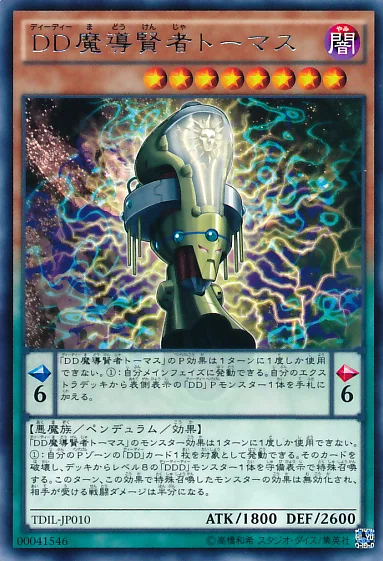 ディーディー ま どう けん じゃ
DD魔導賢者トーマス
やみ
闇
「DD魔導賢者トーマス」のP効果は1ターンに1度しか使用
できない。①：自分メインフェイズに発動できる。自分のエクス
トラデッキから表側表示の「DD」Pモンスター1体を手札に
加える。
6
6
【悪魔族／ペンデュラム／効果】
「DD魔導賢者トーマス」のモンスター効果は1ターンに1度しか使用できない。
①：自分のPゾーンの「DD」カード1枚を対象として発動できる。そのカードを
破壊し、デッキからレベル8の「DDD」モンスター1体を守備表示で特殊召喚
する。このターン、この効果で特殊召喚したモンスターの効果は無効化され、
相手が受ける戦闘ダメージは半分になる。
TDIL-JP010
ATK/1800 DEF/2600
00041546
©高橋和希 スタジオ・ダイス/集英社